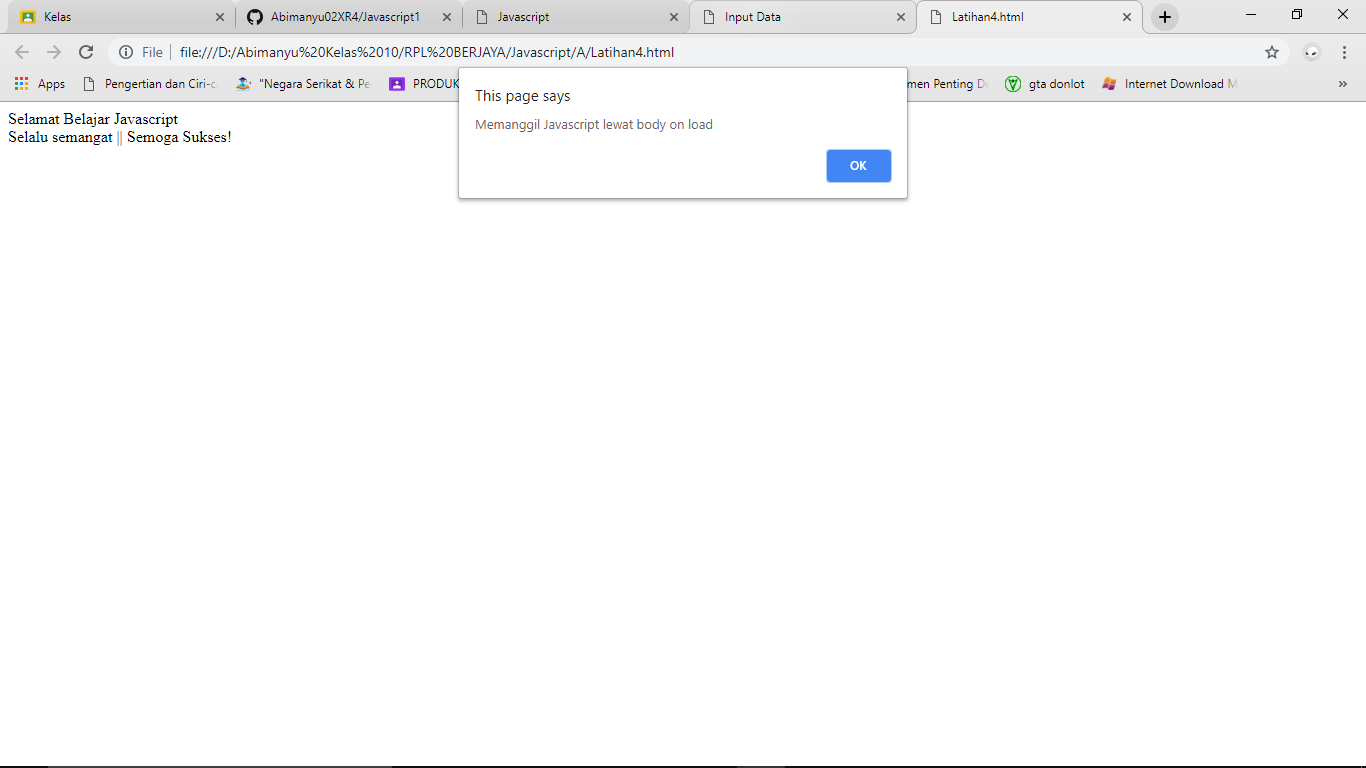 Kelas
Abimanyu02XR4/Javascript1
Javascript
Input Data
Latihan4.html
File
file:///D:/Abimanyu%20Kelas%2010/RPL%20BERJAYA/Javascript/A/Latihan4.html
Apps
Pengertian dan Ciri-c
"Negara Serikat & Pe
PRODUK
men Penting D
gta donlot
Internet Download M
This page says
Memanggil Javascript lewat body on load
OK
Selamat Belajar Javascript
Selalu semangat || Semoga Sukses!